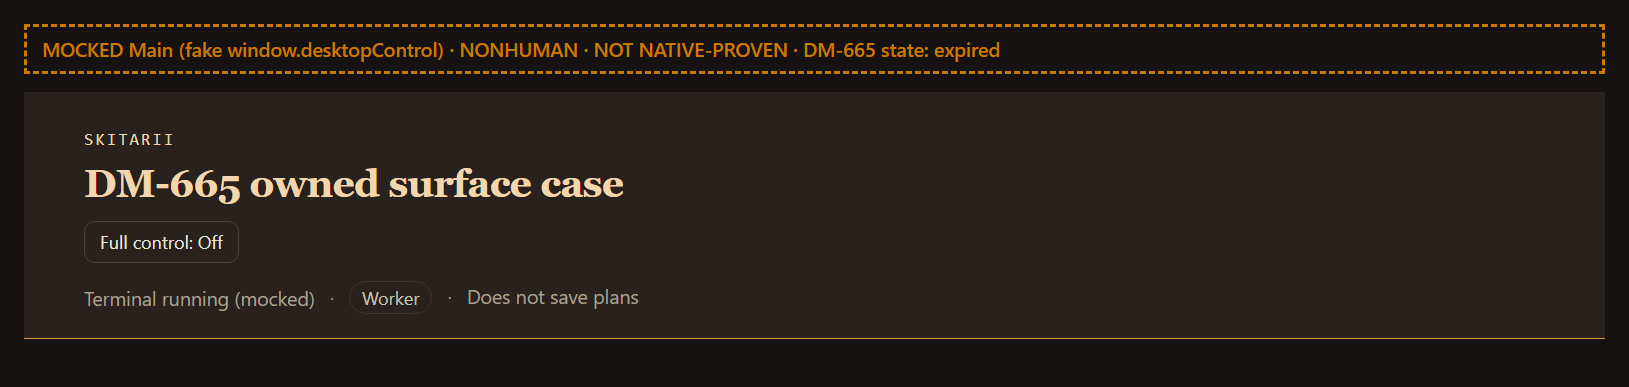 MOCKED Main (fake window.desktopControl) · NONHUMAN · NOT NATIVE-PROVEN · DM-665 state: expired
SKITARII
DM-665 owned surface case
Full control: Off
Terminal running (mocked) · Worker · Does not save plans